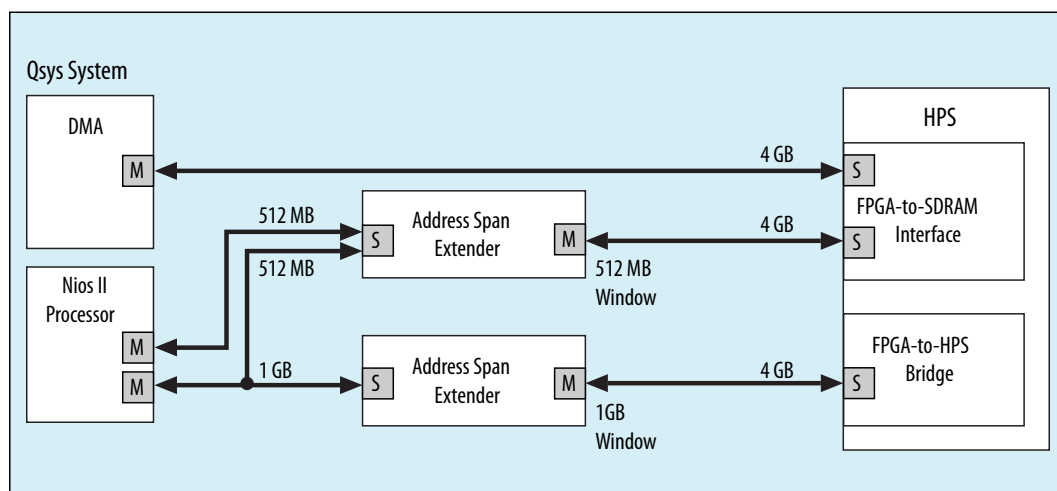 Qsys System
DMA
M
4 GB
HPS
S
FPGA-to-SDRAM
Interface
S
512 MB
512 MB
S
Address Span
Extender
M
4 GB
512 MB
Window
Nios II
Processor
M
M
1 GB
S
Address Span
Extender
M
1GB
Window
4 GB
S
FPGA-to-HPS
Bridge